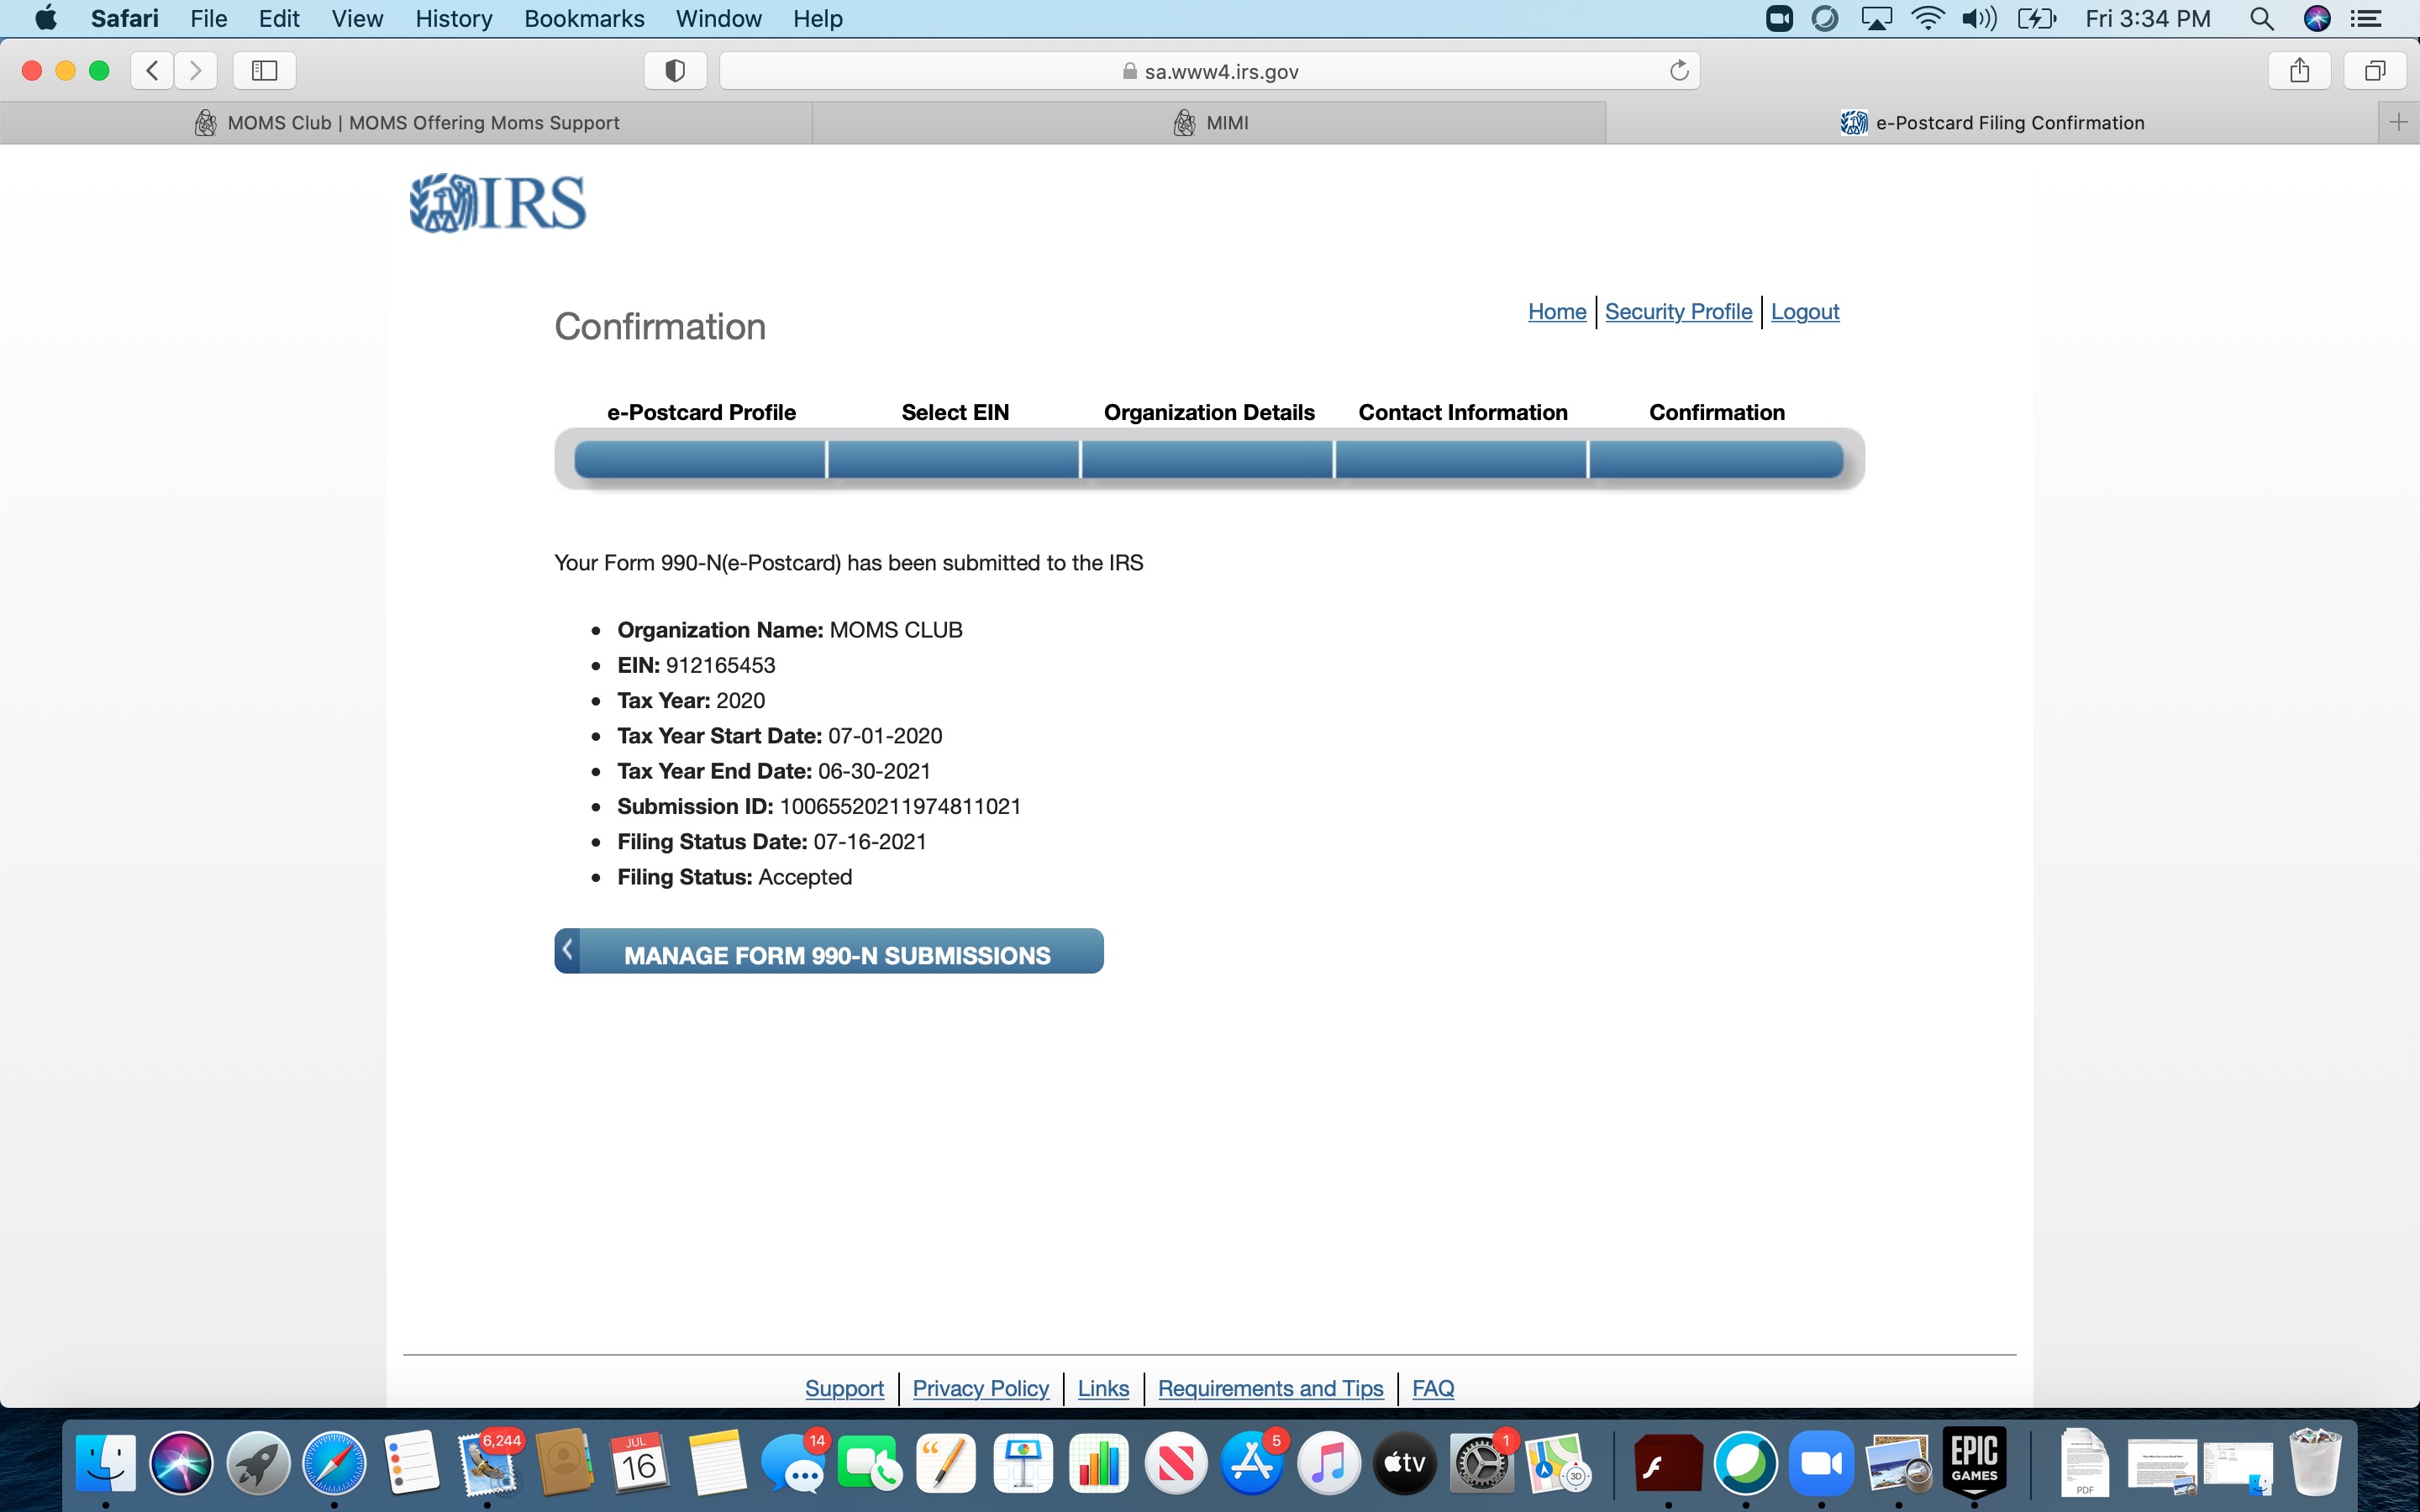 Safari File Edit View History Bookmarks Window Help Fri 3:34 PM
sa.www4.irs.gov
MOMS Club | MOMS Offering Moms Support MIMI e-Postcard Filing Confirmation
IRS
Home Security Profile Logout
Confirmation
e-Postcard Profile Select EIN Organization Details Contact Information Confirmation
Your Form 990-N(e-Postcard) has been submitted to the IRS
• Organization Name: MOMS CLUB
• EIN: 912165453
• Tax Year: 2020
• Tax Year Start Date: 07-01-2020
• Tax Year End Date: 06-30-2021
• Submission ID: 10065520211974811021
• Filing Status Date: 07-16-2021
• Filing Status: Accepted
MANAGE FORM 990-N SUBMISSIONS
Support Privacy Policy Links Requirements and Tips FAQ
6,244 JUL 16 14 5 tv 1 3D EPIC GAMES PDF